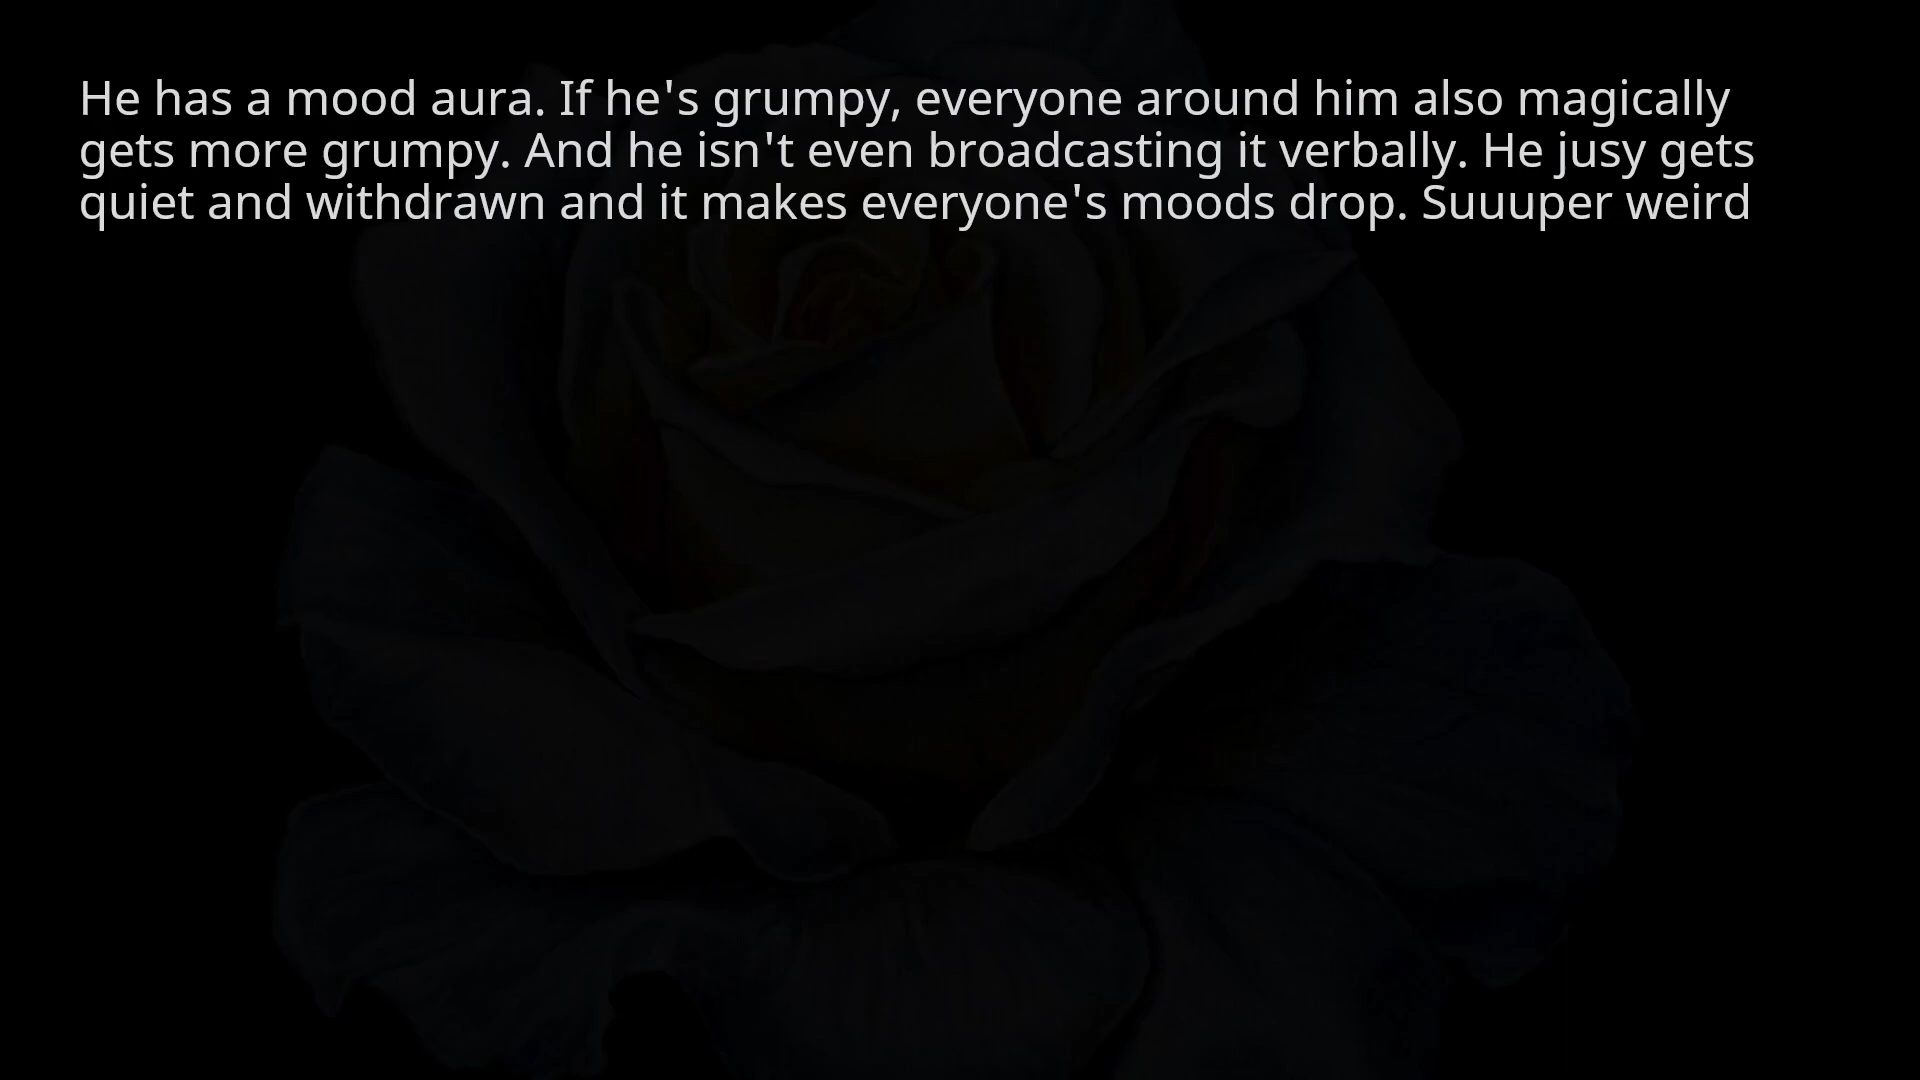 He has a mood aura. If he's grumpy, everyone around him also magically
gets more grumpy. And he isn't even broadcasting it verbally. He jusy gets
quiet and withdrawn and it makes everyone's moods drop. Suuuper weird